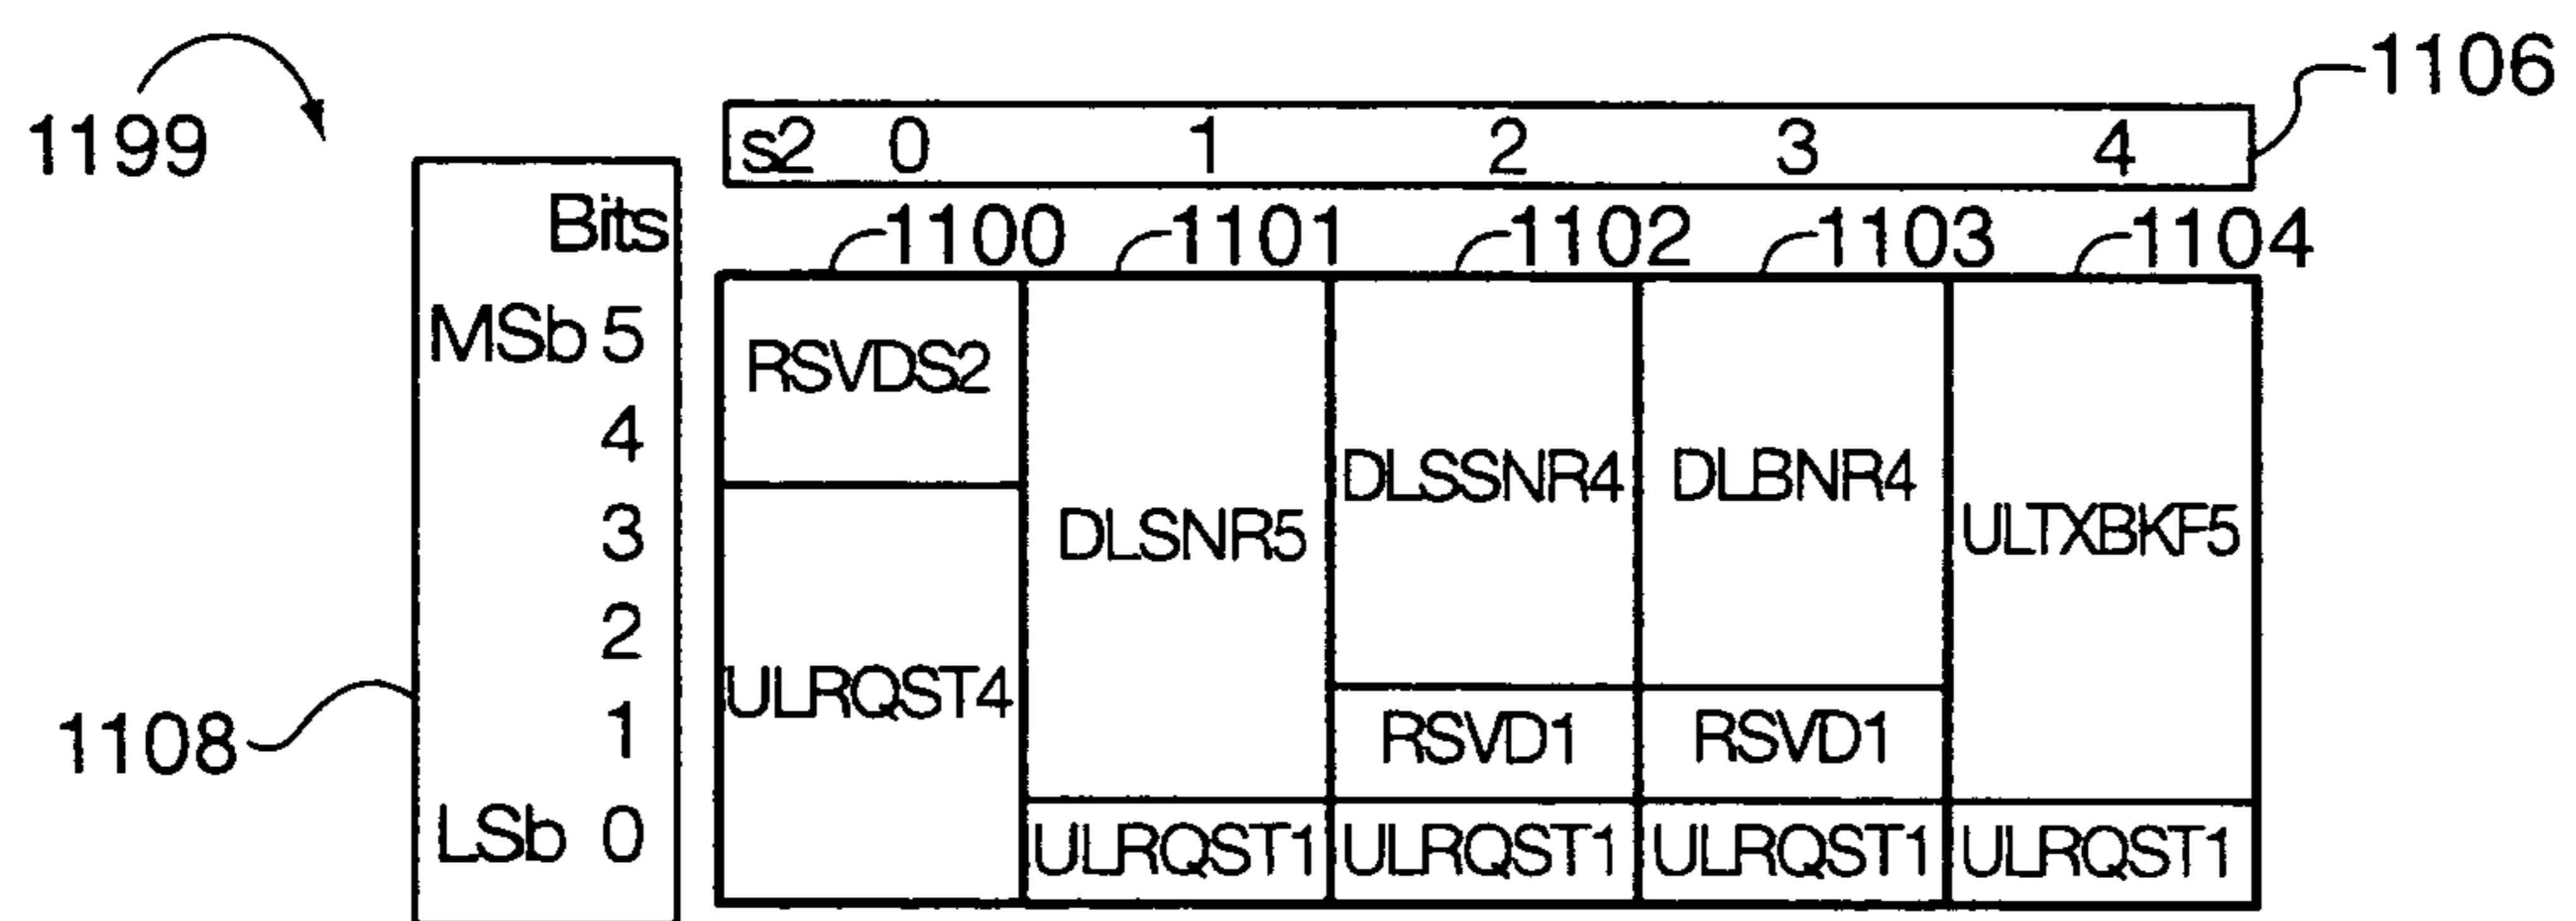 1106
1199
s2 0 1 2 3 4
Bits
1100 1101 1102 1103 1104
MSb 5
RSVDS2
4
DLSSNR4 DLBNR4
3
DLSNR5 ULTXBKF5
2
ULRQST4
1
RSVD1 RSVD1
1108
LSb 0
ULRQST1 ULRQST1 ULRQST1 ULRQST1